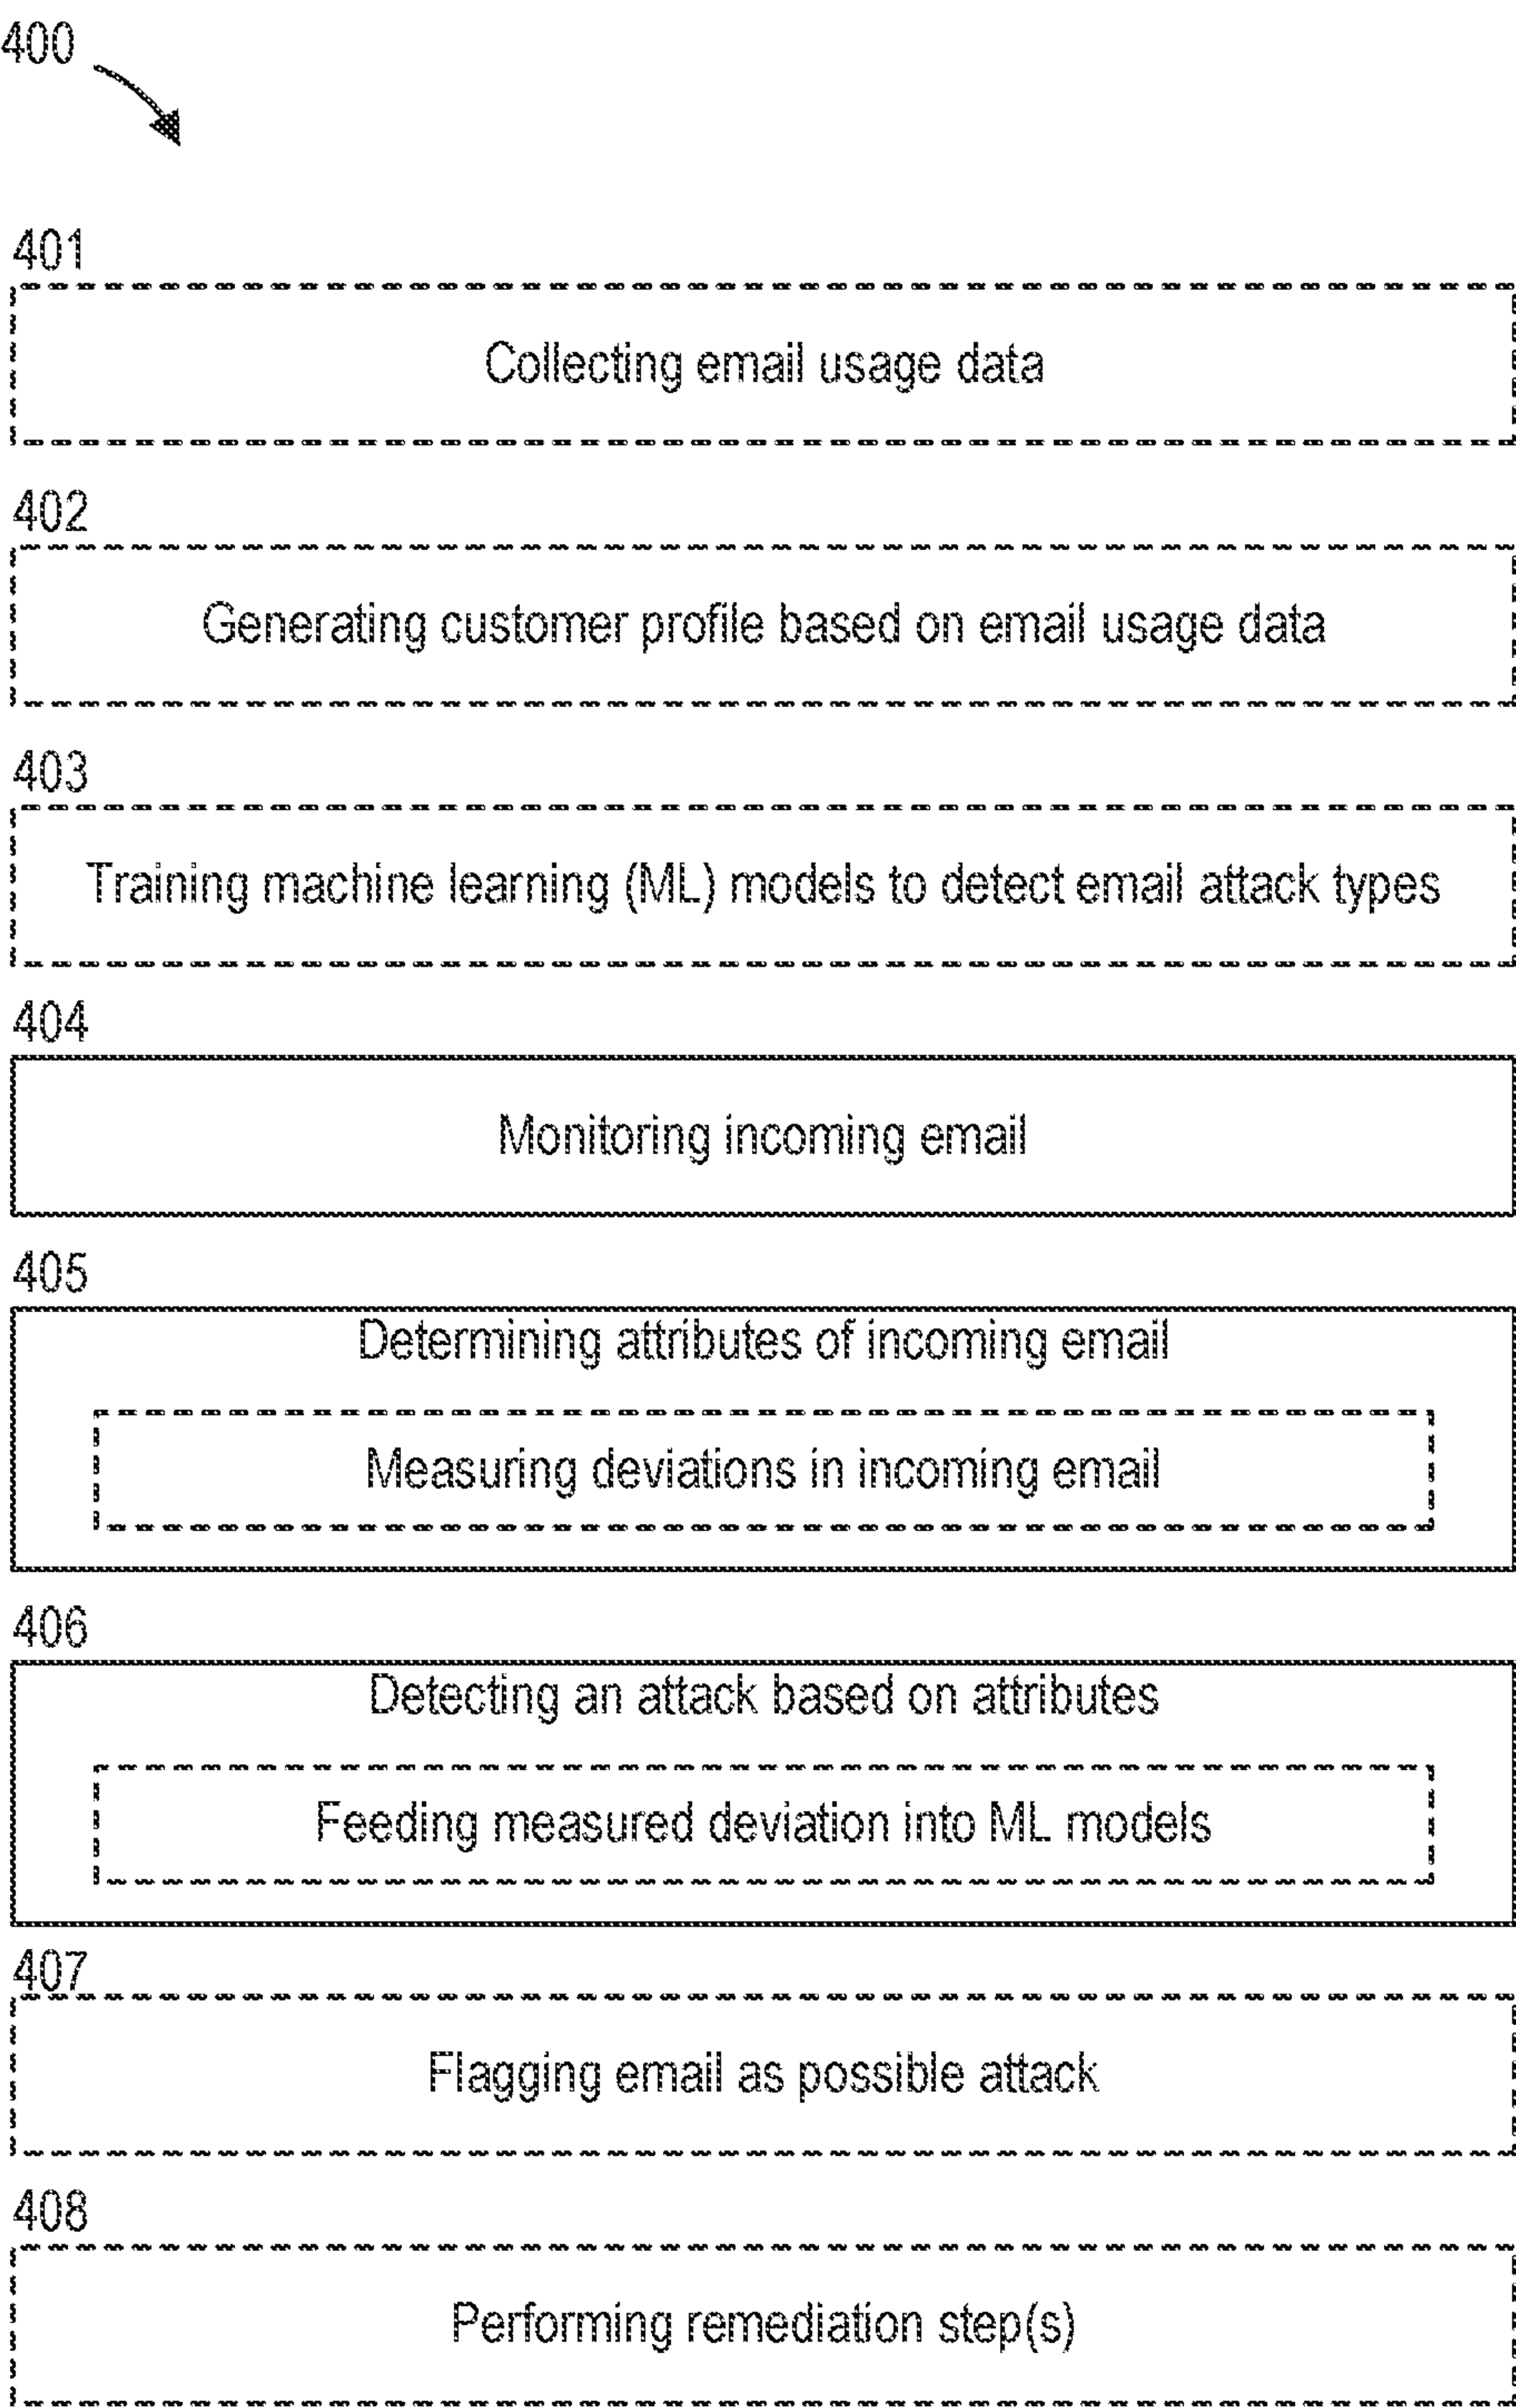 400
401
Collecting email usage data
402
Generating customer profile based on email usage data
403
Training machine learning (ML) models to detect email attack types
404
Monitoring incoming email
405
Determining attributes of incoming email
Measuring deviations in incoming email
406
Detecting an attack based on attributes
Feeding measured deviation into ML models
407
Flagging email as possible attack
408
Performing remediation step(s)